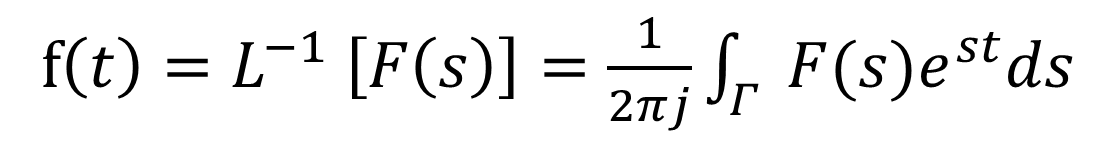 f(t) = L⁻¹ [F(s)] = 1/2πj ∫_Γ F(s)e^{st}ds